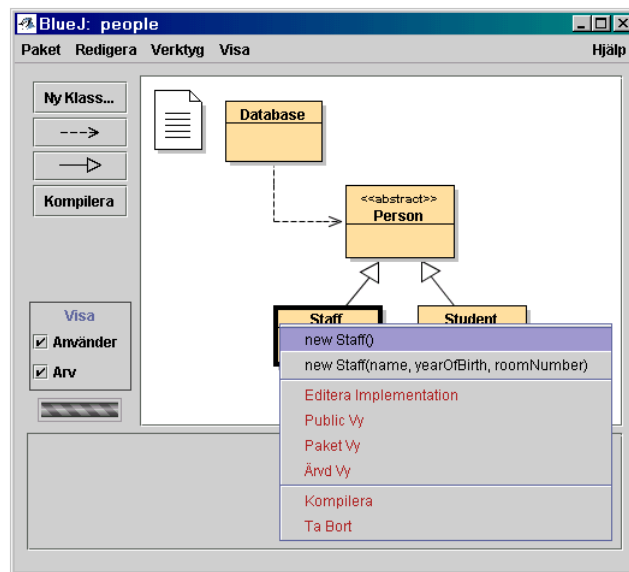 BlueJ: people
Paket Redigera Verktyg Visa Hjälp
Ny Klass...
Kompilera
Visa
Använder
Arv
Database
<<abstract>>
Person
Staff
Student
new Staff()
new Staff(name, yearOfBirth, roomNumber)
Editera Implementation
Public Vy
Paket Vy
Ärvd Vy
Kompilera
Ta Bort